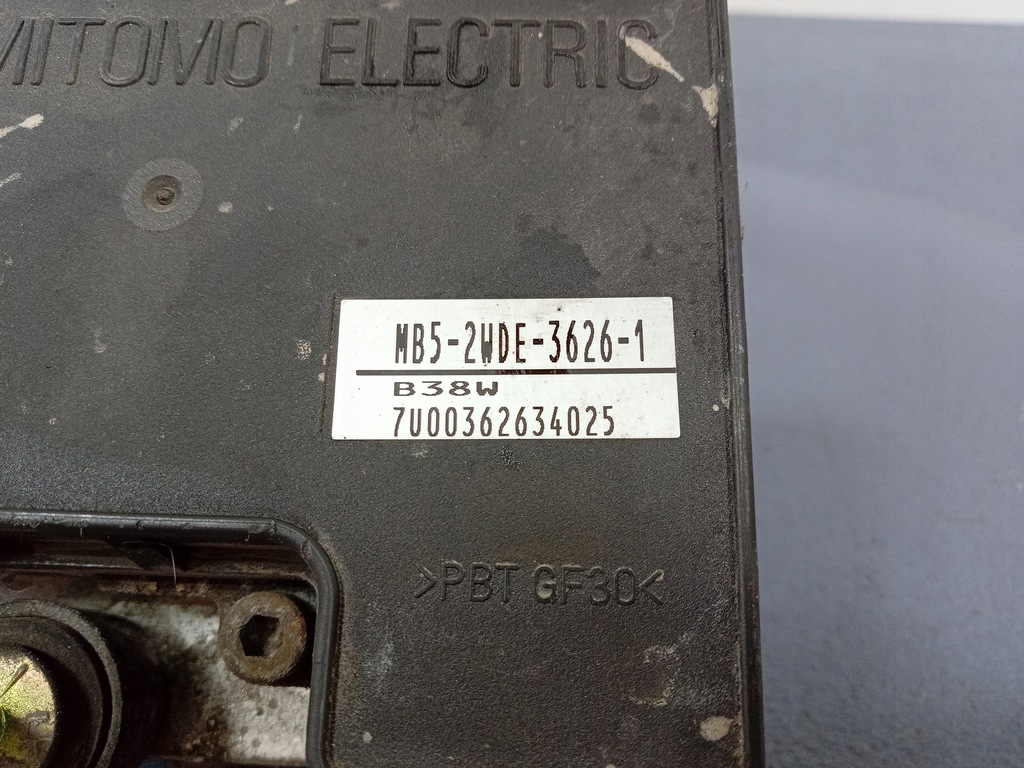 MITOMO ELECTRIC
MB5-2WDE-3626-1
B38W
7U00362634025
>PBT GF30<